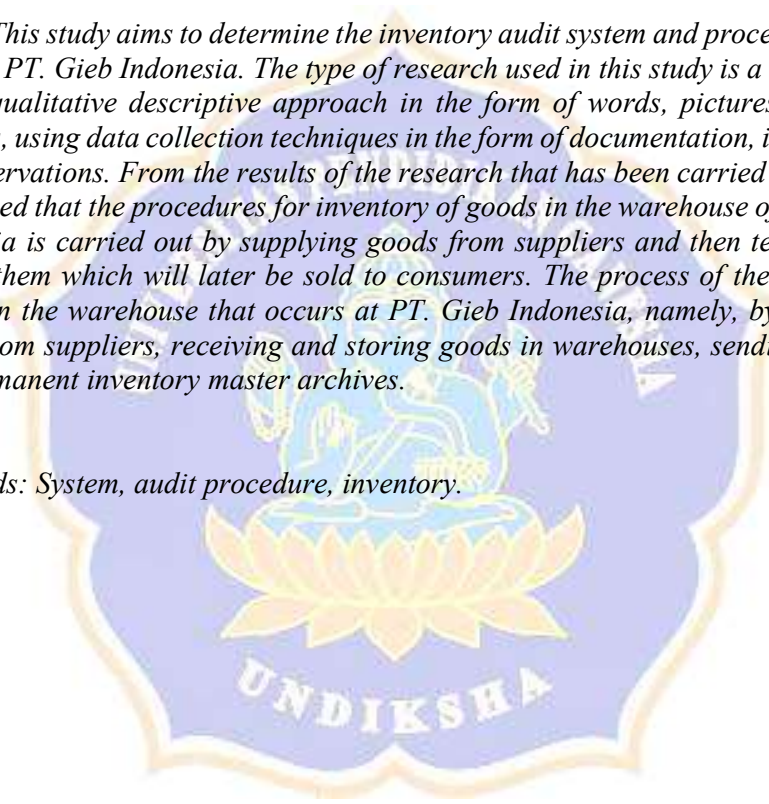 This study aims to determine the inventory audit system and proce
PT. Gieb Indonesia. The type of research used in this study is a
qualitative descriptive approach in the form of words, pictures
, using data collection techniques in the form of documentation, i
ervations. From the results of the research that has been carried
ed that the procedures for inventory of goods in the warehouse of
ia is carried out by supplying goods from suppliers and then te
them which will later be sold to consumers. The process of the
n the warehouse that occurs at PT. Gieb Indonesia, namely, by
om suppliers, receiving and storing goods in warehouses, sendi
manent inventory master archives.
ds: System, audit procedure, inventory.
UNIVERSITAS PENDIDIKAN GANESHA
UNDIKSHA